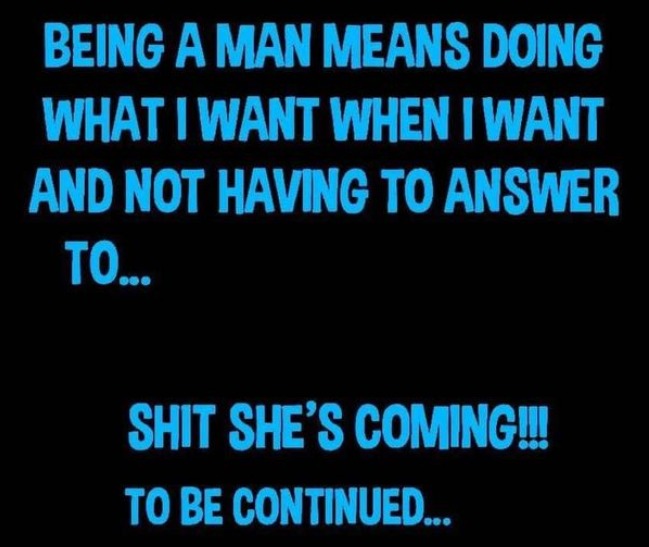 BEING A MAN MEANS DOING
WHAT I WANT WHEN I WANT
AND NOT HAVING TO ANSWER
TO...
SHIT SHE'S COMING!!!
TO BE CONTINUED...